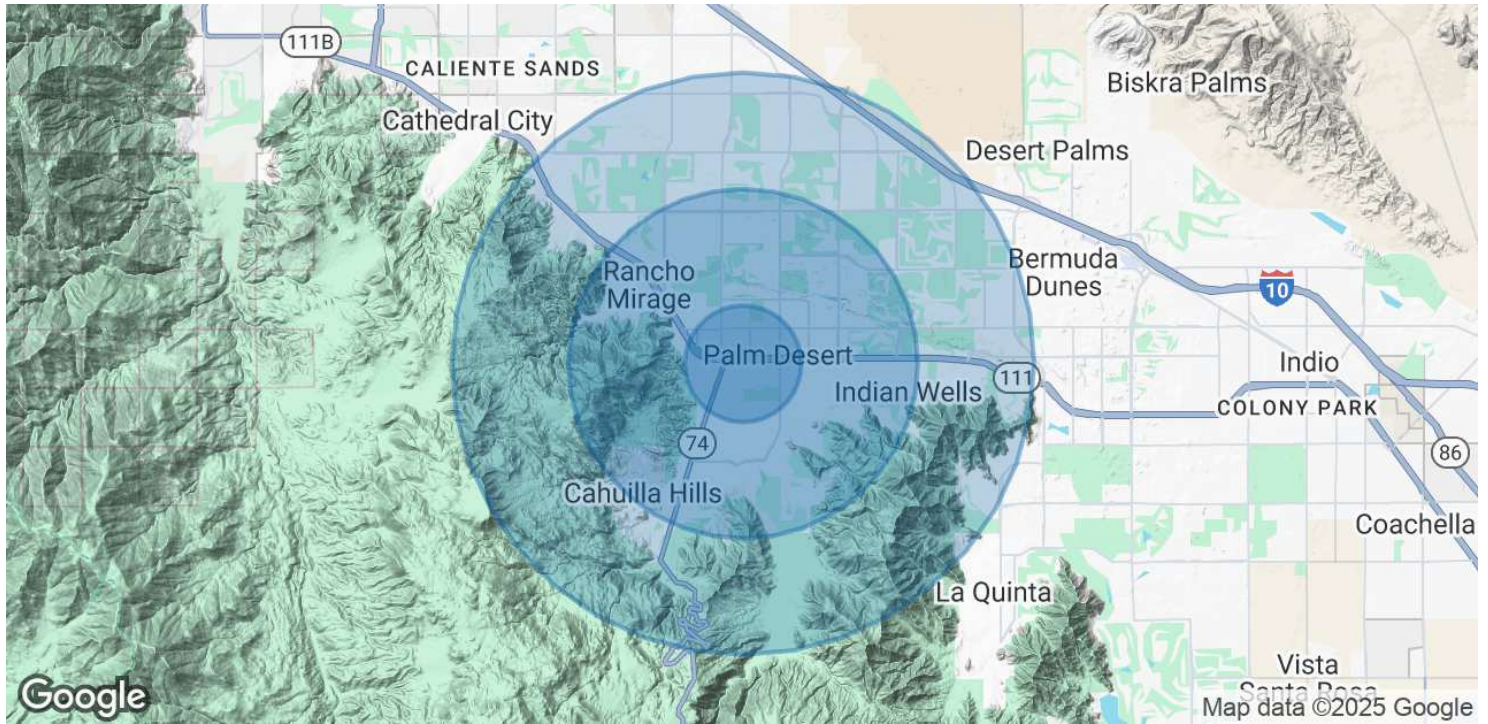 111B
CALIENTE SANDS
Cathedral City
Biskra Palms
Desert Palms
Rancho
Mirage
Bermuda
Dunes
10
Palm Desert
111
Indian Wells
Indio
COLONY PARK
74
86
Cahuilla Hills
Coachella
La Quinta
Vista
Santa Rosa
Google
Map data ©2025 Google